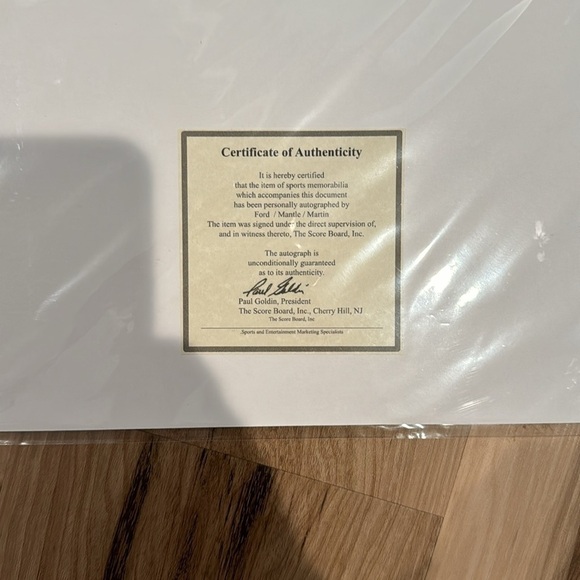 Certificate of Authenticity
It is hereby certified
that the item of sports memorabilia
which accompanies this document
has been personally autographed by
Ford / Mantle / Martin
The item was signed under the direct supervision of,
and in witness thereto, The Score Board, Inc.
The autograph is
unconditionally guaranteed
as to its authenticity.
Paul Goldin
Paul Goldin, President
The Score Board, Inc., Cherry Hill, NJ
The Score Board, Inc
Sports and Entertainment Marketing Specialists